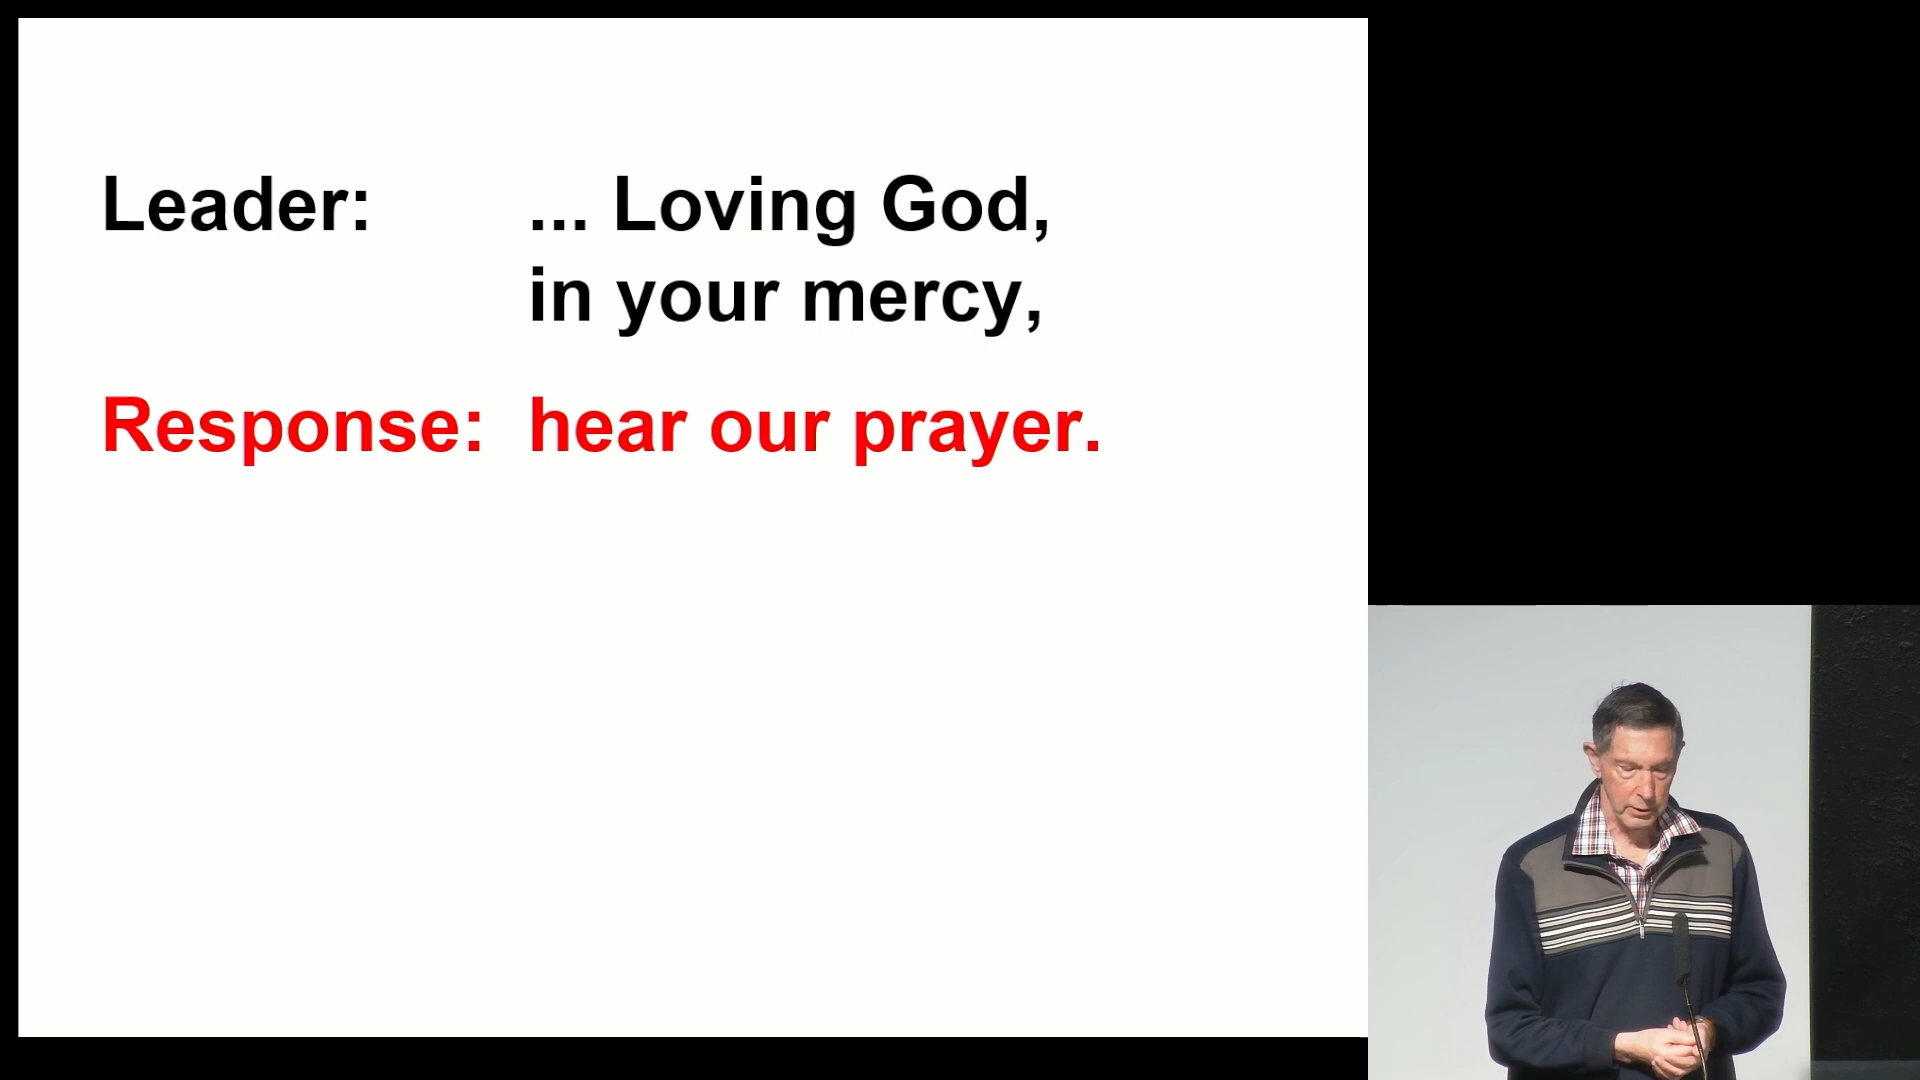 Leader: ... Loving God,
in your mercy,
Response: hear our prayer.